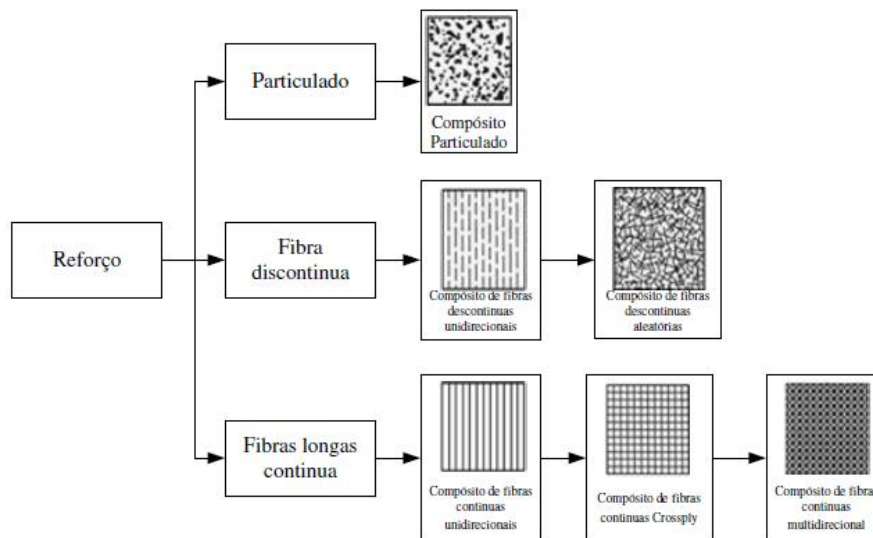 Particulado
Compósito
Particulado
Reforço
Fibra
discontinua
Compósito de fibras
descontinuas
unidirecionais
Compósito de fibras
descontinuas
aleatórias
Fibras longas
continua
Compósito de fibras
continuas
unidirecionais
Compósito de fibras
continuas Crossply
Compósito de fibra
continuas
multidirecional